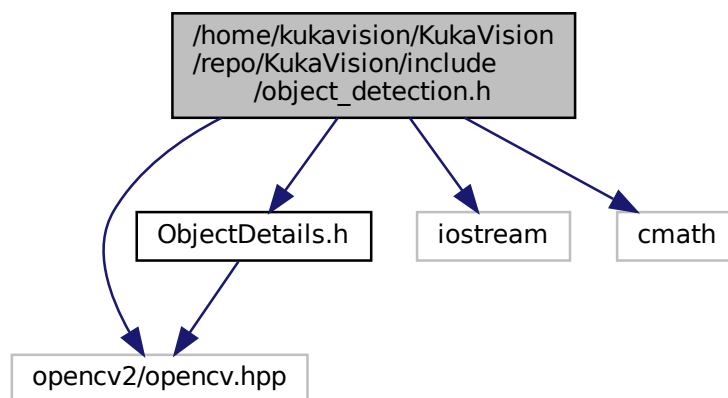 /home/kukavision/KukaVision
/repo/KukaVision/include
/object_detection.h
ObjectDetails.h
iostream
cmath
opencv2/opencv.hpp